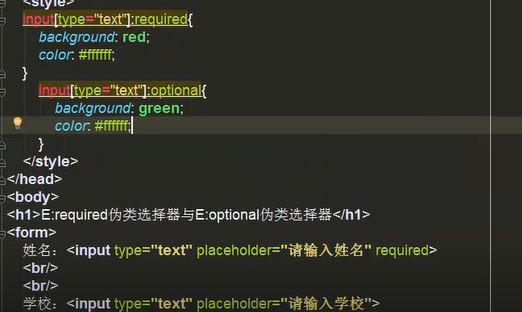 <style>
input[type="text"]:required{
background: red;
color: #ffffff;
}
input[type="text"]:optional{
background: green;
color: #ffffff;
}
</style>
</head>
<body>
<h1>E:required伪类选择器与E:optional伪类选择器</h1>
<form>
姓名：<input type="text" placeholder="请输入姓名" required>
<br/>
<br/>
学校：<input type="text" placeholder="请输入学校">